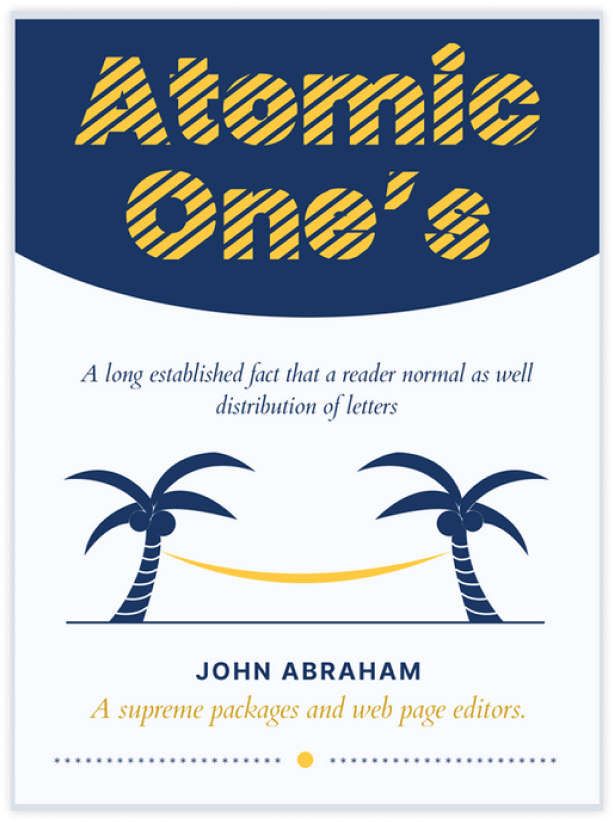 Atomic
One's
A long established fact that a reader normal as well
distribution of letters
JOHN ABRAHAM
A supreme packages and web page editors.